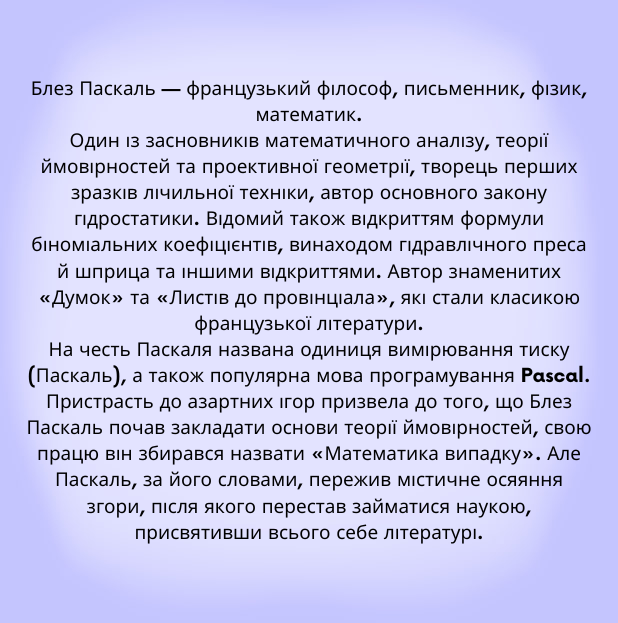 Блез Паскаль — французький філософ, письменник, фізик,
математик.
Один із засновників математичного аналізу, теорії
ймовірностей та проективної геометрії, творець перших
зразків лічильної техніки, автор основного закону
гідростатики. Відомий також відкриттям формули
біноміальних коефіцієнтів, винаходом гідравлічного преса
й шприца та іншими відкриттями. Автор знаменитих
«Думок» та «Листів до провінціала», які стали класикою
французької літератури.
На честь Паскаля названа одиниця вимірювання тиску
(Паскаль), а також популярна мова програмування Pascal.
Пристрасть до азартних ігор призвела до того, що Блез
Паскаль почав закладати основи теорії ймовірностей, свою
працю він збирався назвати «Математика випадку». Але
Паскаль, за його словами, пережив містичне осяяння
згори, після якого перестав займатися наукою,
присвятивши всього себе літературі.